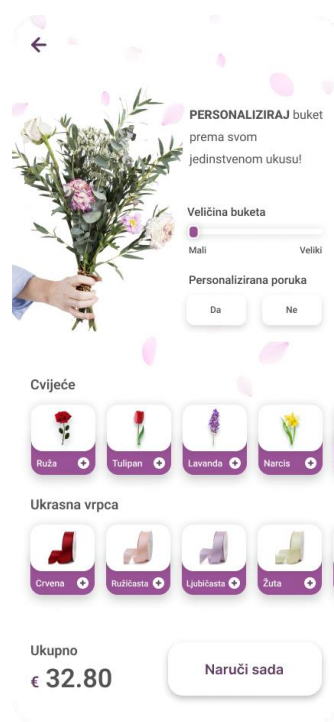 PERSONALIZIRAJ buket
prema svom
jedinstvenom ukusu!
Veličina buketa
Mali Veliki
Personalizirana poruka
Da Ne
Cvijeće
Ruža Tulipan Lavanda Narcis
Ukrasna vrpca
Crvena Ružičasta Ljubičasta Žuta
Ukupno
€ 32.80
Naruči sada